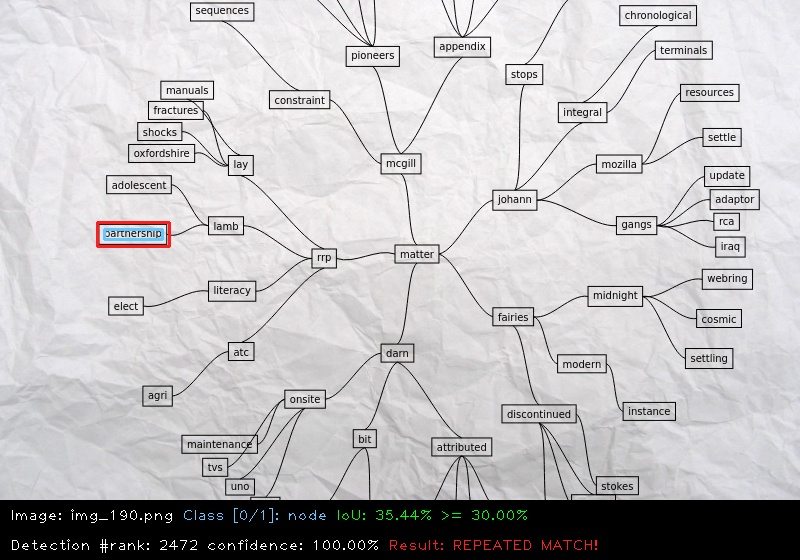 sequences
chronological
pioneers
appendix
terminals
stops
manuals
fractures
constraint
integral
resources
shocks
settle
oxfordshire
lay
mcgill
mozilla
update
adolescent
johann
adaptor
rca
partnership
lamb
gangs
iraq
rrp
matter
webring
elect
literacy
midnight
fairies
cosmic
atc
darn
modern
settling
agri
onsite
discontinued
instance
maintenance
bit
attributed
tvs
uno
stokes
Image: img_190.png Class [0/1]: node IoU: 35.44% >= 30.00%
Detection #rank: 2472 confidence: 100.00% Result: REPEATED MATCH!